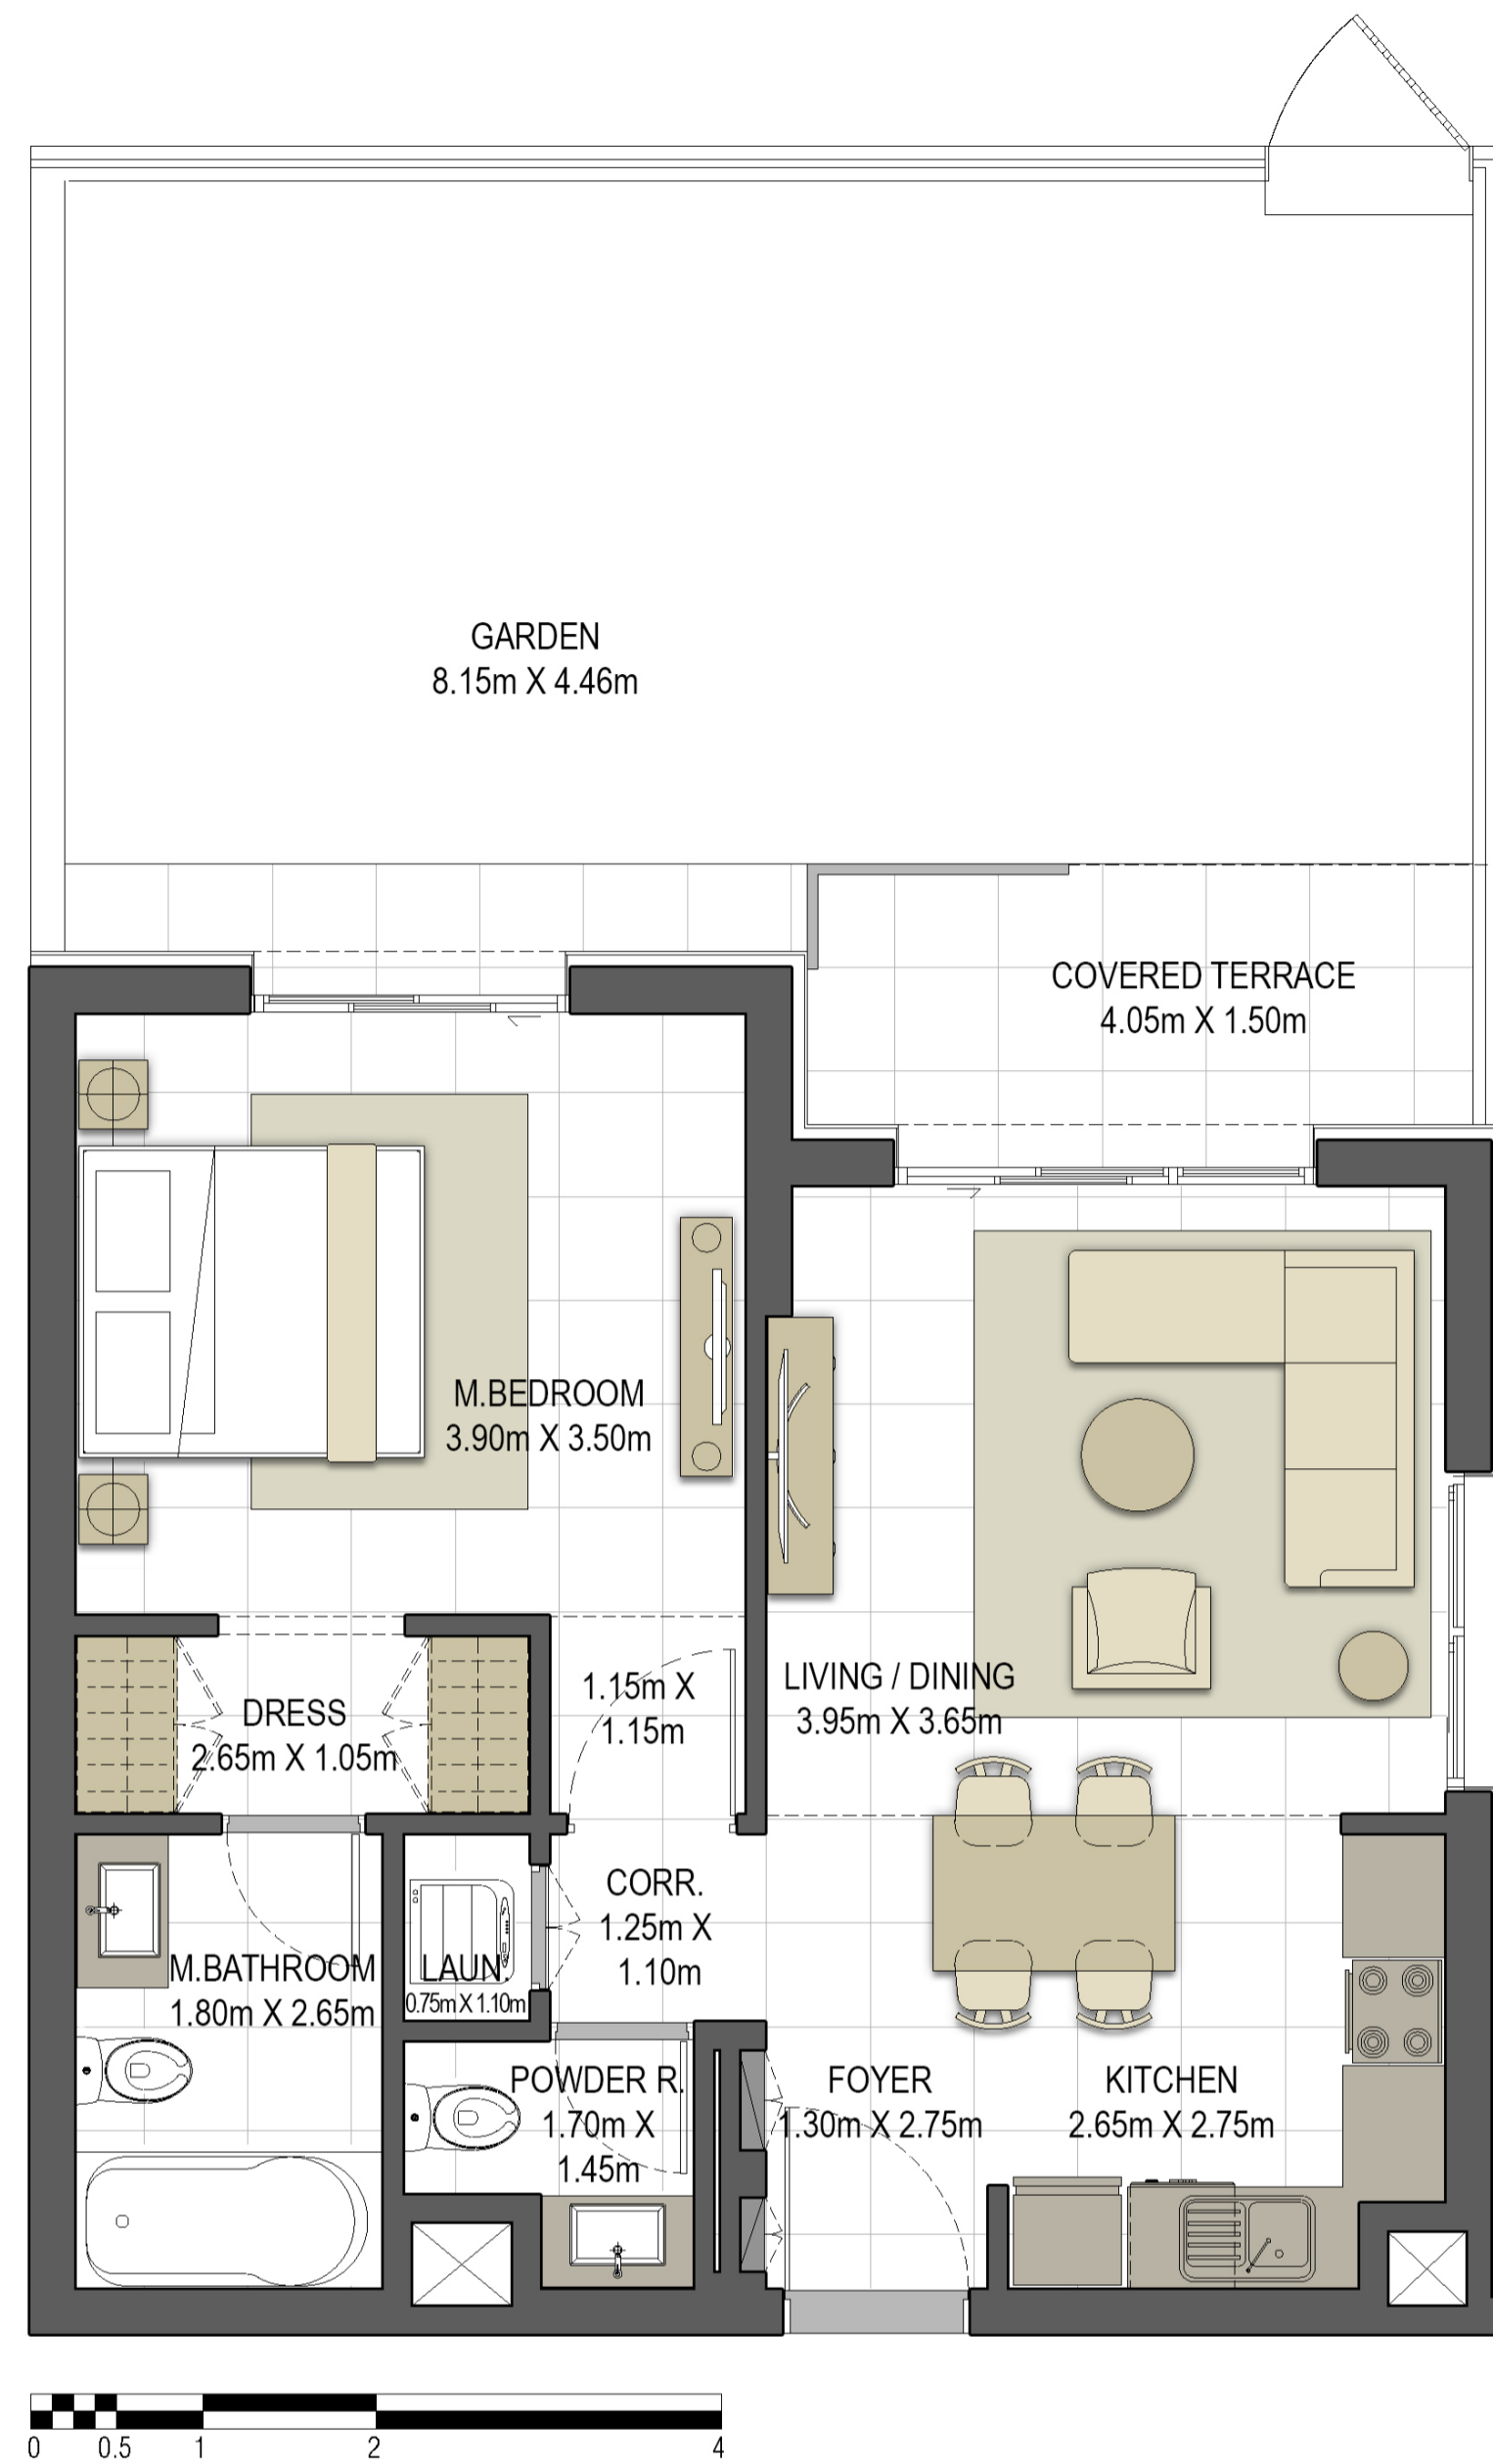 GARDEN
8.15m X 4.46m
COVERED TERRACE
4.05m X 1.50m
M.BEDROOM
3.90m X 3.50m
LIVING / DINING
3.95m X 3.65m
1.15m X
1.15m
DRESS
2.65m X 1.05m
CORR.
1.25m X
1.10m
M.BATHROOM
1.80m X 2.65m
LAUN.
0.75m X 1.10m
POWDER R.
1.70m X
1.45m
FOYER
1.30m X 2.75m
KITCHEN
2.65m X 2.75m
0 0.5 1 2 4